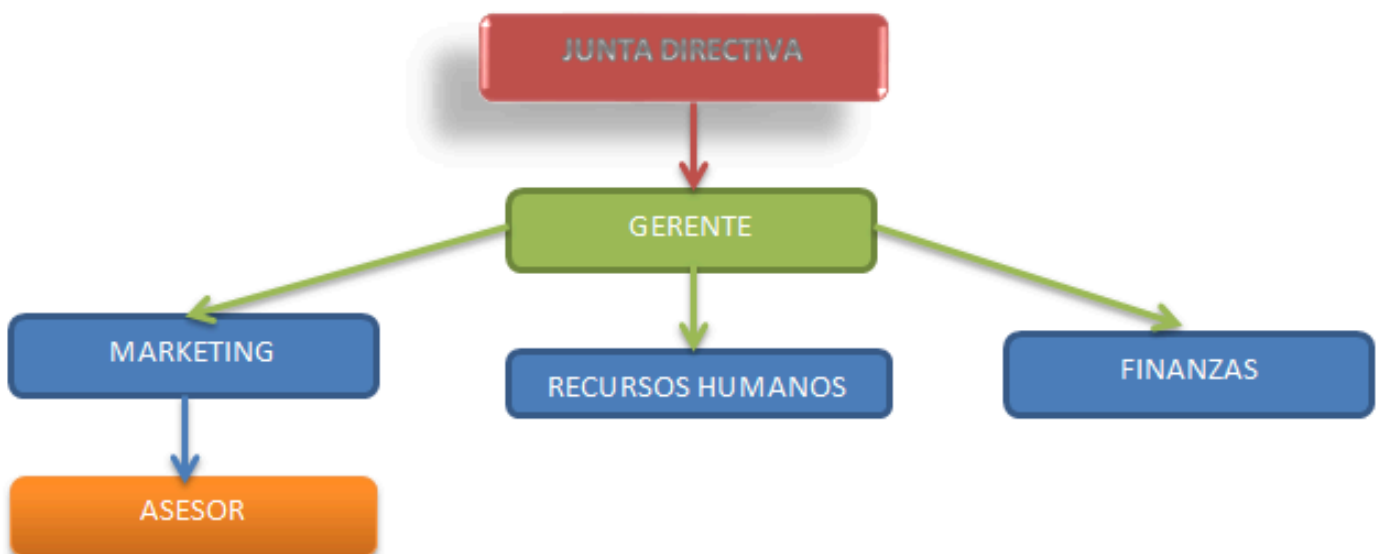 JUNTA DIRECTIVA
GERENTE
MARKETING
RECURSOS HUMANOS
FINANZAS
ASESOR